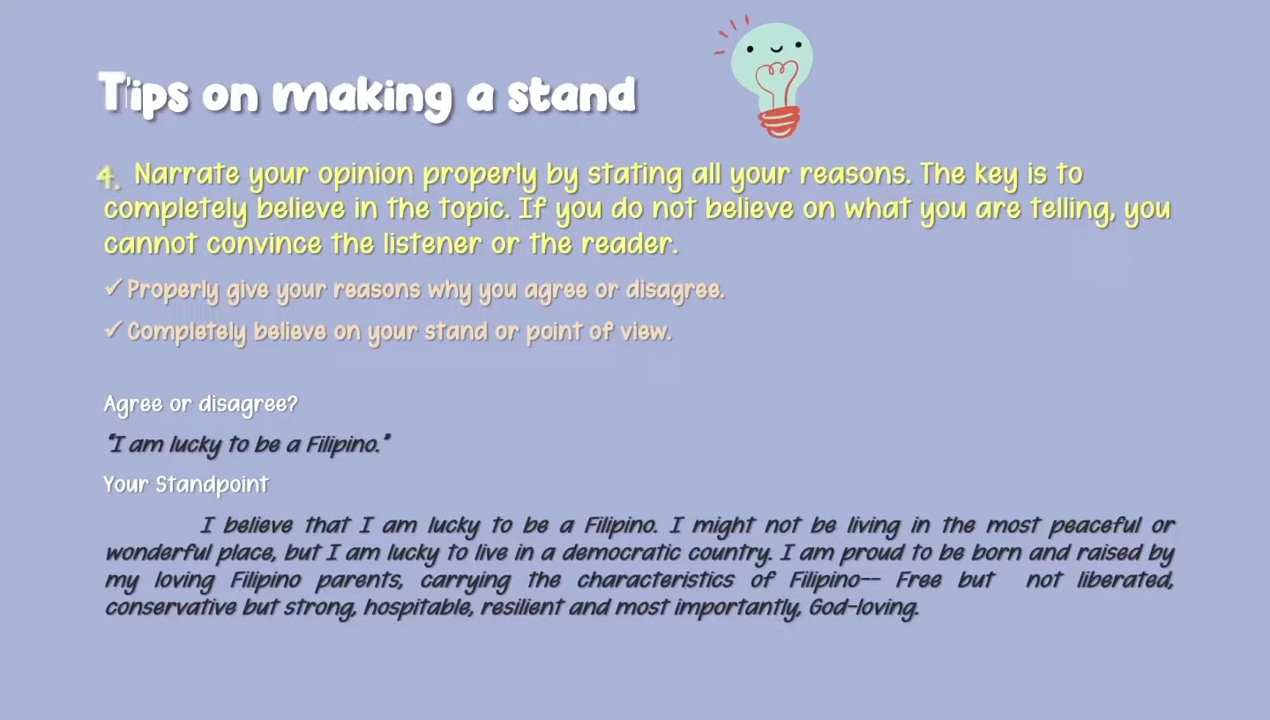 Tips on making a stand
4. Narrate your opinion properly by stating all your reasons. The key is to
completely believe in the topic. If you do not believe on what you are telling, you
cannot convince the listener or the reader.
✓Properly give your reasons why you agree or disagree.
✓Completely believe on your stand or point of view.
Agree or disagree?
“I am lucky to be a Filipino.”
Your Standpoint
I believe that I am lucky to be a Filipino. I might not be living in the most peaceful or
wonderful place, but I am lucky to live in a democratic country. I am proud to be born and raised by
my loving Filipino parents, carrying the characteristics of Filipino-- Free but not liberated,
conservative but strong, hospitable, resilient and most importantly, God-loving.